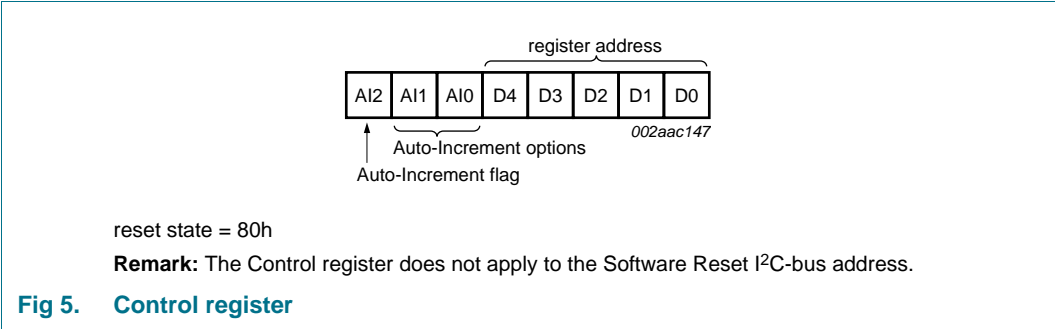 register address
AI2 AI1 AI0 D4 D3 D2 D1 D0
002aac147
Auto-Increment options
Auto-Increment flag
reset state = 80h
Remark: The Control register does not apply to the Software Reset I2C-bus address.
Fig 5. Control register